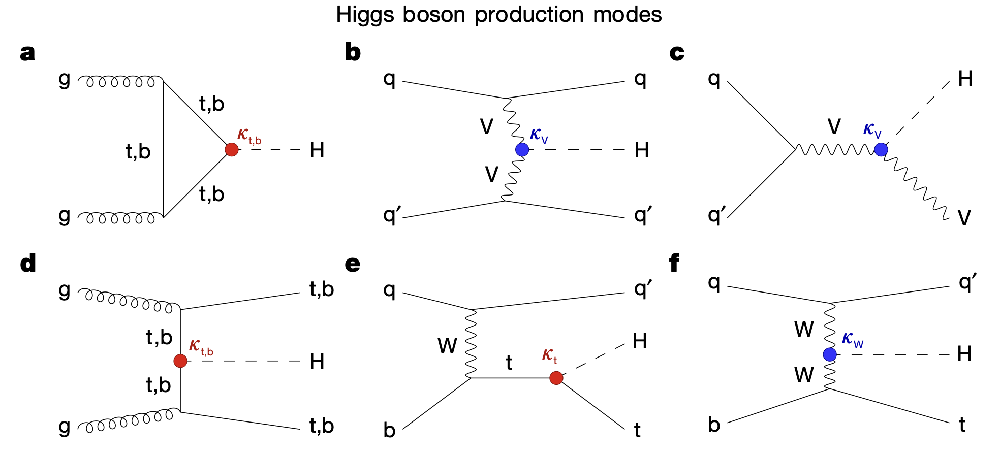 Higgs boson production modes
a
g
t,b
κt,b
t,b
H
t,b
g
b
q
q
V
κV
H
V
q′
q′
c
q
H
V
κV
q′
V
d
g
t,b
t,b
κt,b
H
t,b
g
t,b
e
q
q′
W
H
t
κt
b
t
f
q
q′
W
κW
H
W
b
t